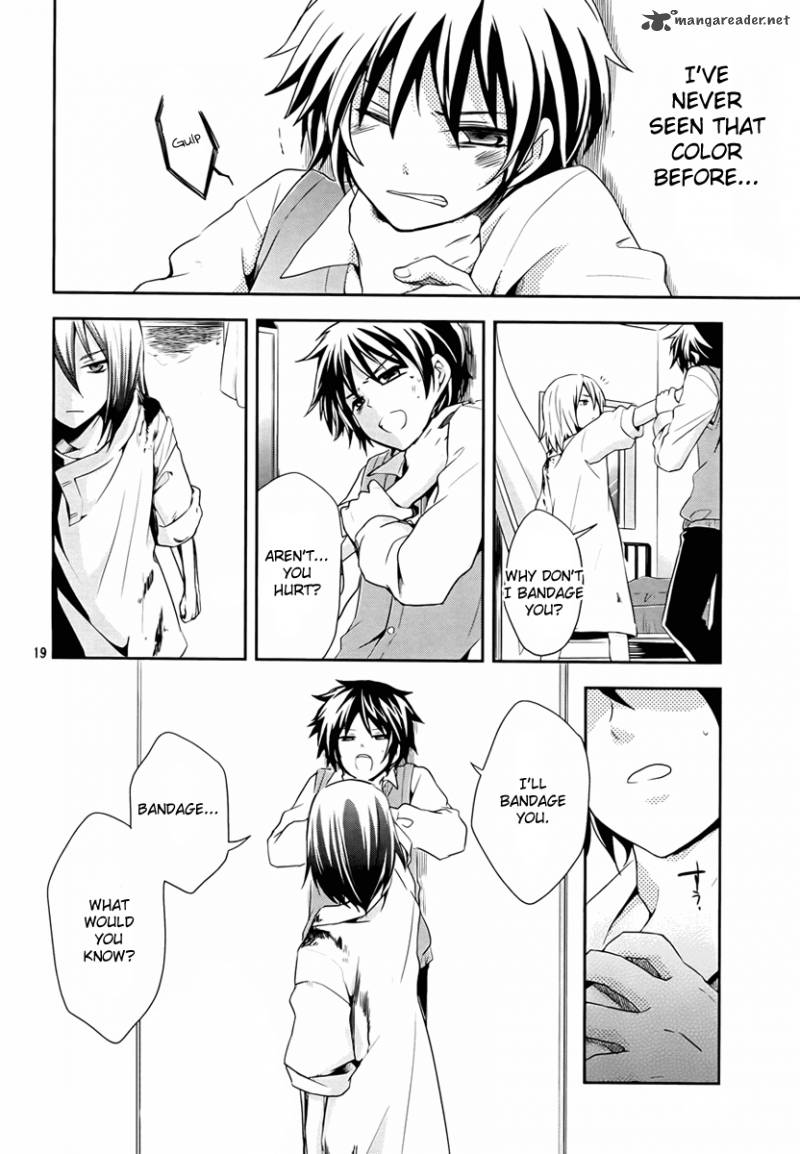 mangareader.net
I'VE
NEVER
SEEN THAT
COLOR
BEFORE...
GULP
WHY DON'T
I BANDAGE
YOU?
AREN'T...
YOU
HURT?
19
I'LL
BANDAGE
YOU.
BANDAGE...
WHAT
WOULD
YOU
KNOW?